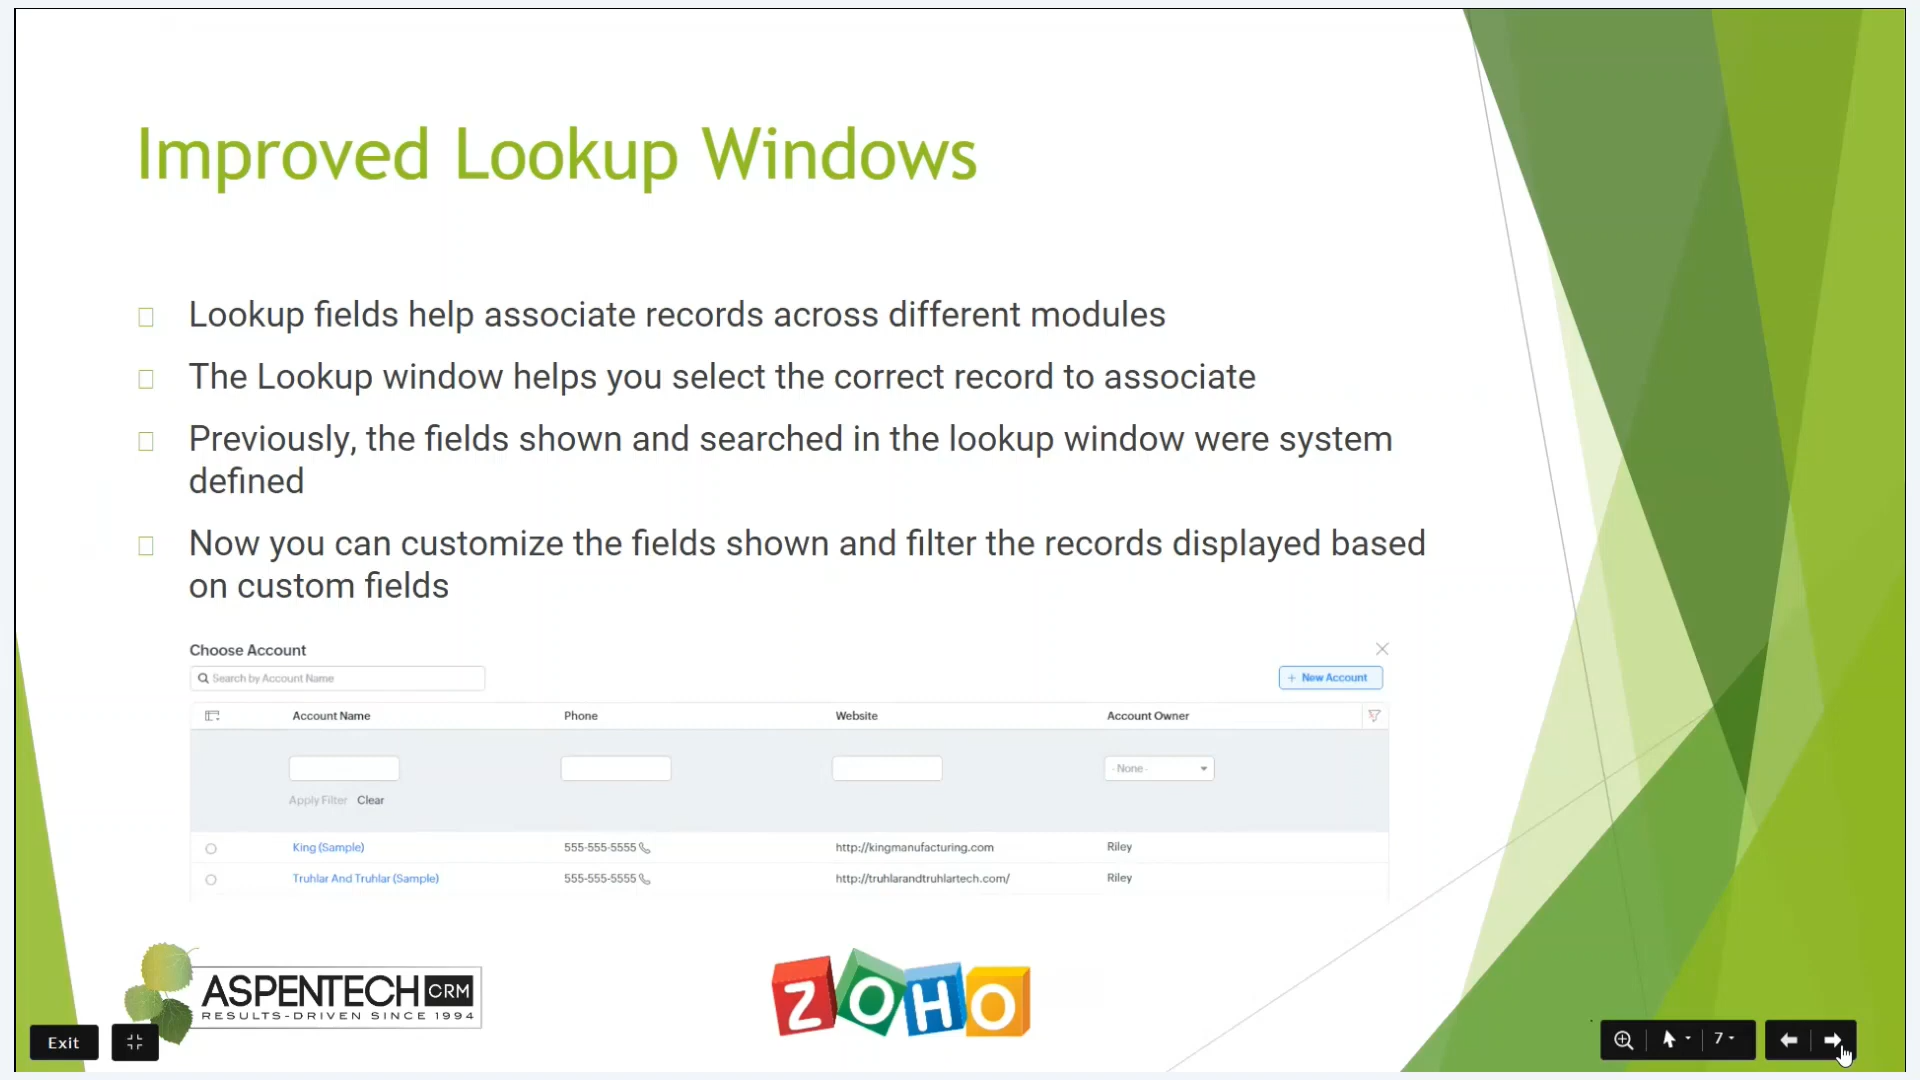 Improved Lookup Windows
Lookup fields help associate records across different modules
The Lookup window helps you select the correct record to associate
Previously, the fields shown and searched in the lookup window were system
defined
Now you can customize the fields shown and filter the records displayed based
on custom fields
Choose Account
Search by Account Name
+ New Account
Account Name Phone Website Account Owner
-None-
Apply Filter Clear
King (Sample) 555-555-5555 http://kingmanufacturing.com Riley
Truhlar And Truhlar (Sample) 555-555-5555 http://truhlarandtruhlartech.com/ Riley
ASPENTECH CRM
RESULTS-DRIVEN SINCE 1994
ZOHO
Exit
7